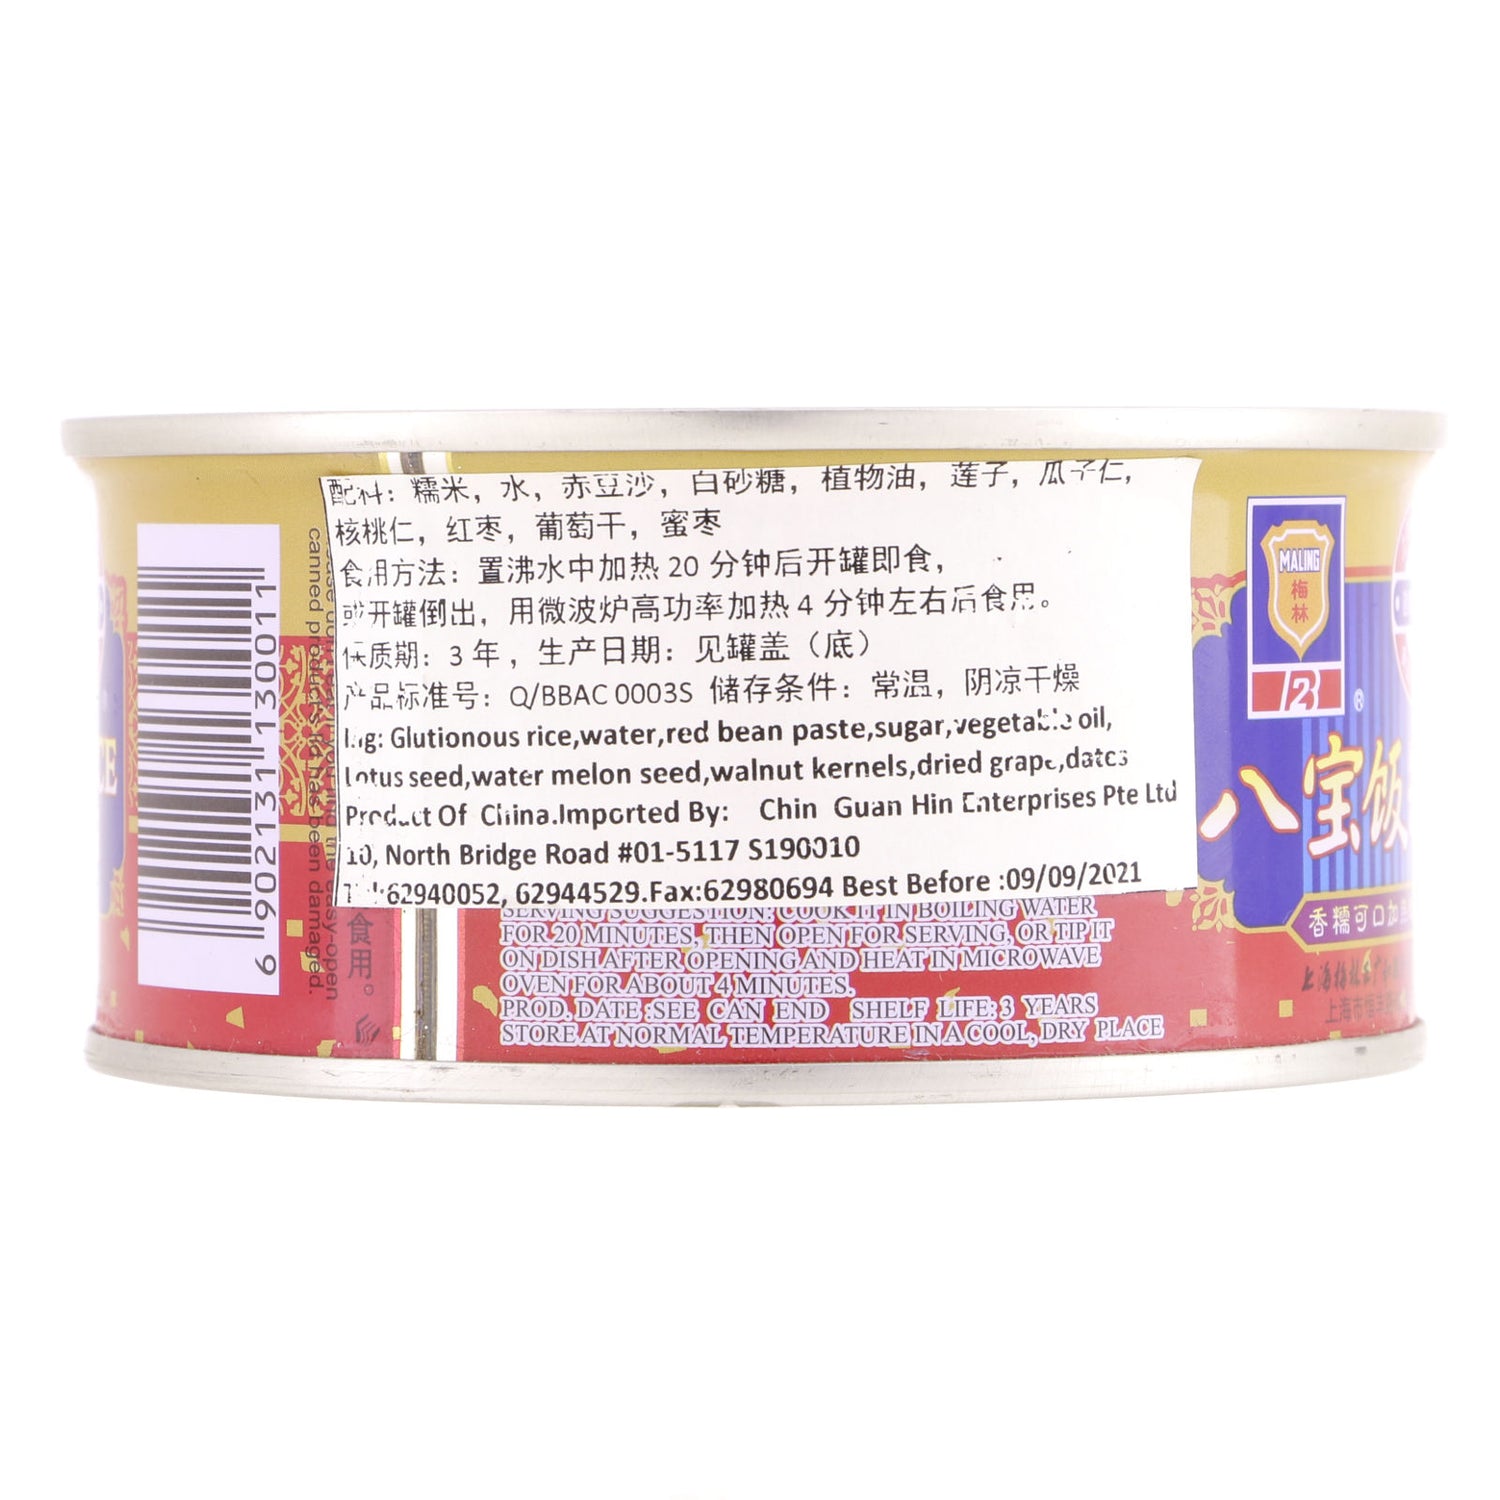 配料：糯米，水，赤豆沙，白砂糖，植物油，莲子，瓜子仁，
核桃仁，红枣，葡萄干，蜜枣
食用方法：置沸水中加热 20 分钟后开罐即食，
或开罐倒出，用微波炉高功率加热 4 分钟左右后食用。
保质期：3 年，生产日期：见罐盖（底）
产品标准号：Q/BBAC 0003S 储存条件：常温，阴凉干燥
Ing: Glutionous rice,water,red bean paste,sugar,vegetable oil,
Lotus seed,water melon seed,walnut kernels,dried grape,dates
Product Of China.Imported By: Chin Guan Hin Enterprises Pte Ltd
10, North Bridge Road #01-5117 S190010
Tel:62940052, 62944529.Fax:62980694 Best Before :09/09/2021
SERVING SUGGESTION: COOK IT IN BOILING WATER
FOR 20 MINUTES, THEN OPEN FOR SERVING, OR TIP IT
ON DISH AFTER OPENING AND HEAT IN MICROWAVE
OVEN FOR ABOUT 4 MINUTES.
PROD. DATE :SEE CAN END SHELF LIFE: 3 YEARS
STORE AT NORMAL TEMPERATURE IN A COOL, DRY PLACE
6 902131 130011
the easy-open
canned products lid has been damaged.
食用。
MALING
梅林
B2
®
八宝饭
香糯可口